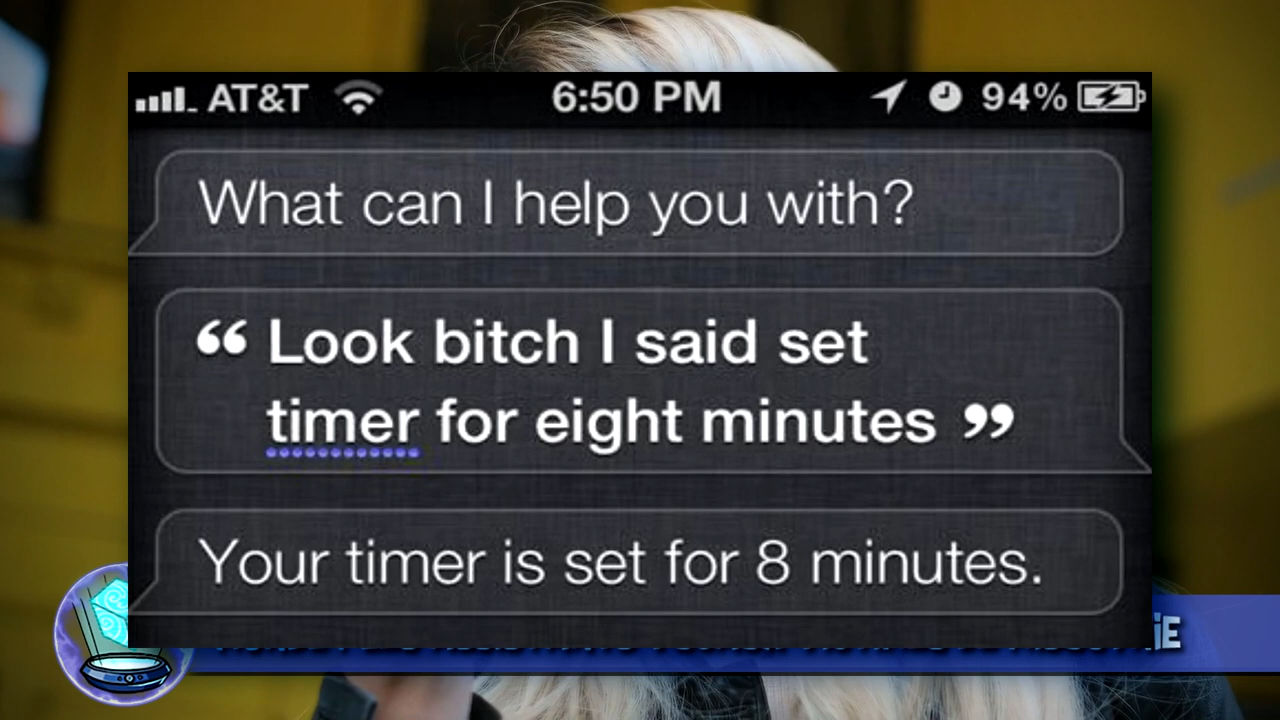 AT&T 6:50 PM 94%
What can I help you with?
“ Look bitch I said set
timer for eight minutes ”
Your timer is set for 8 minutes.